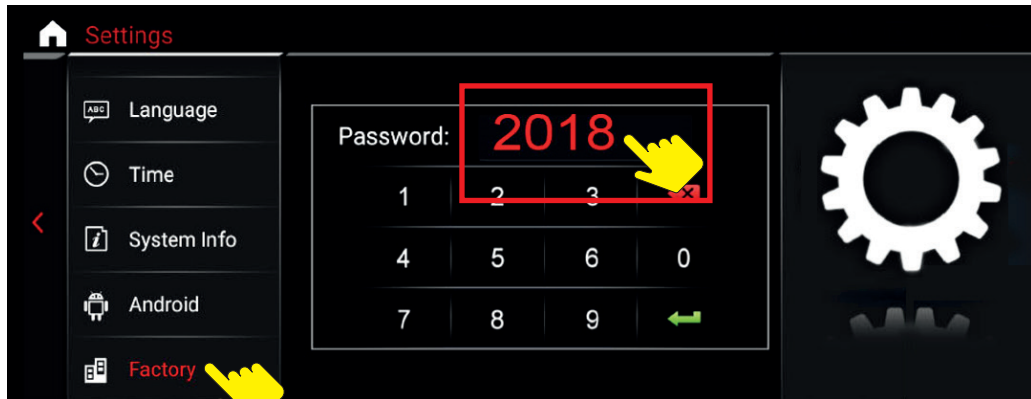 Settings
Language
Time
System Info
Android
Factory
Password: 2018
1 2 3
4 5 6 0
7 8 9